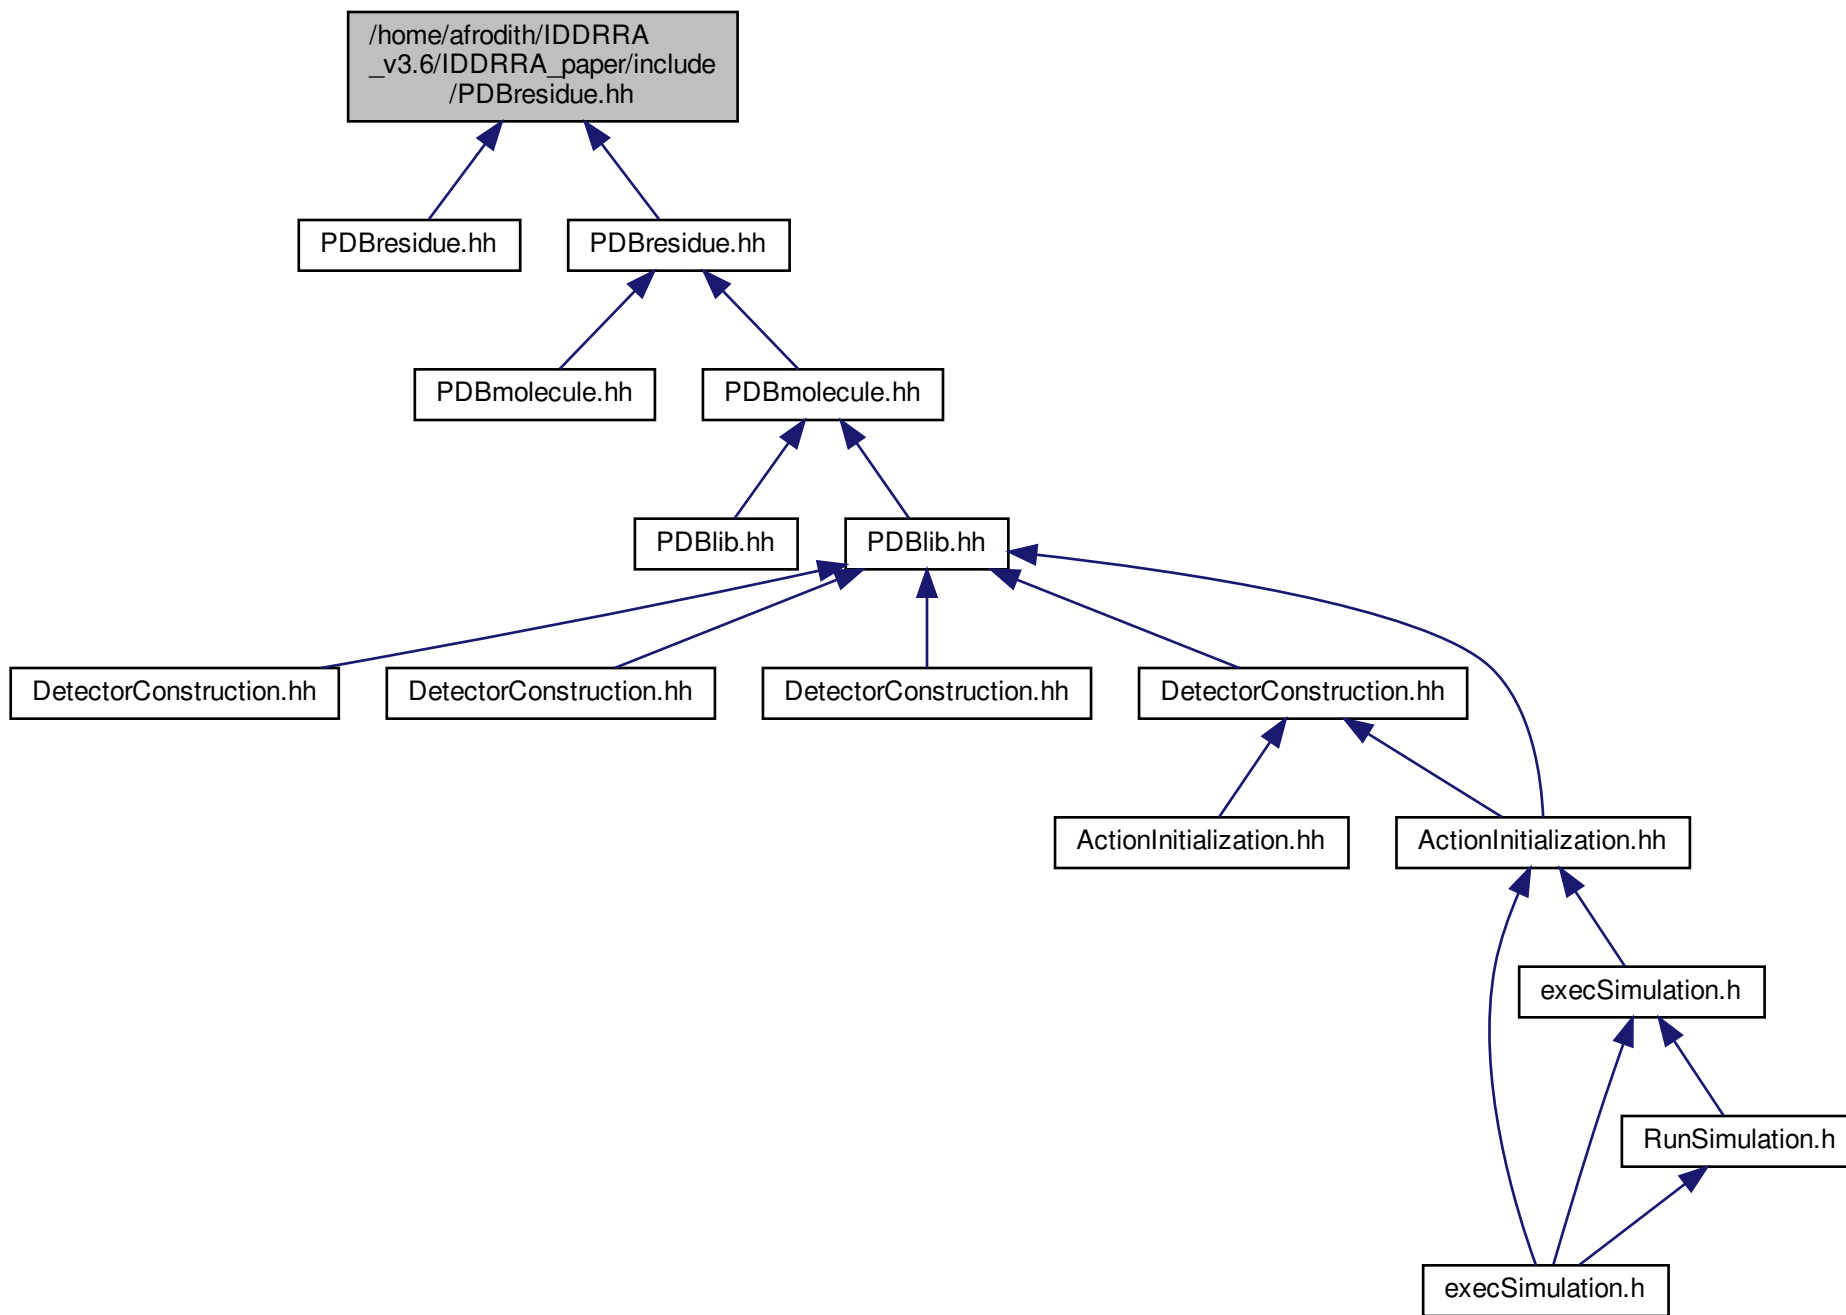 /home/afrodith/IDDRRA
_v3.6/IDDRRA_paper/include
/PDBresidue.hh
PDBresidue.hh
PDBresidue.hh
PDBmolecule.hh
PDBmolecule.hh
PDBlib.hh
PDBlib.hh
DetectorConstruction.hh
DetectorConstruction.hh
DetectorConstruction.hh
DetectorConstruction.hh
ActionInitialization.hh
ActionInitialization.hh
execSimulation.h
RunSimulation.h
execSimulation.h